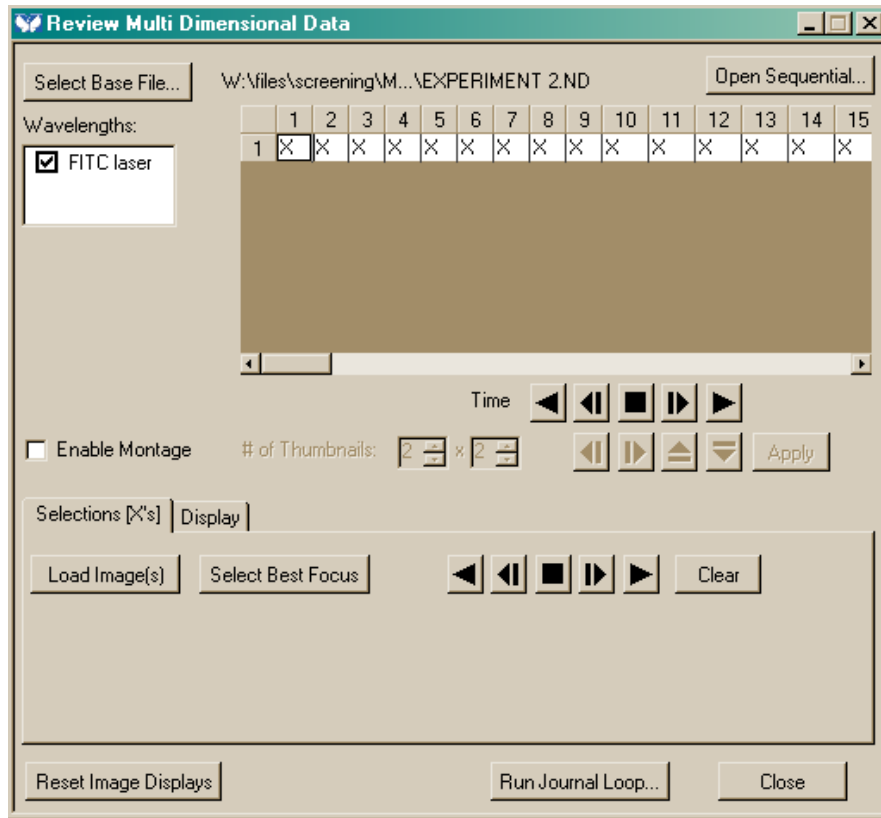 Review Multi Dimensional Data
Select Base File... W:\files\screening\M...\EXPERIMENT 2.ND Open Sequential...
Wavelengths:
1 2 3 4 5 6 7 8 9 10 11 12 13 14 15
1 X X X X X X X X X X X X X X X
FITC laser
Time
Enable Montage # of Thumbnails: 2 x 2 Apply
Selections [X's] Display
Load Image(s) Select Best Focus Clear
Reset Image Displays Run Journal Loop... Close